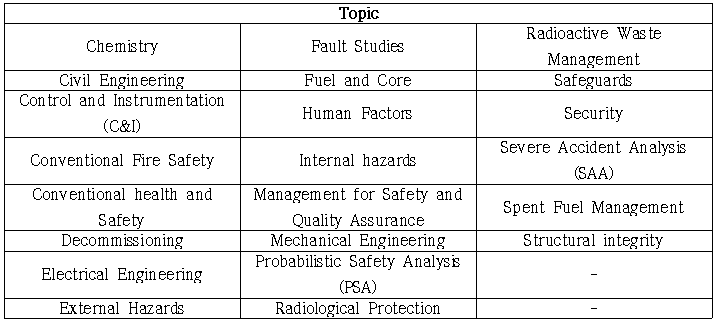 Topic
Chemistry
Fault Studies
Radioactive Waste
Management
Civil Engineering
Fuel and Core
Safeguards
Control and Instrumentation
(C&I)
Human Factors
Security
Conventional Fire Safety
Internal hazards
Severe Accident Analysis
(SAA)
Conventional health and
Safety
Management for Safety and
Quality Assurance
Spent Fuel Management
Decommissioning
Mechanical Engineering
Structural integrity
Electrical Engineering
Probabilistic Safety Analysis
(PSA)
-
External Hazards
Radiological Protection
-